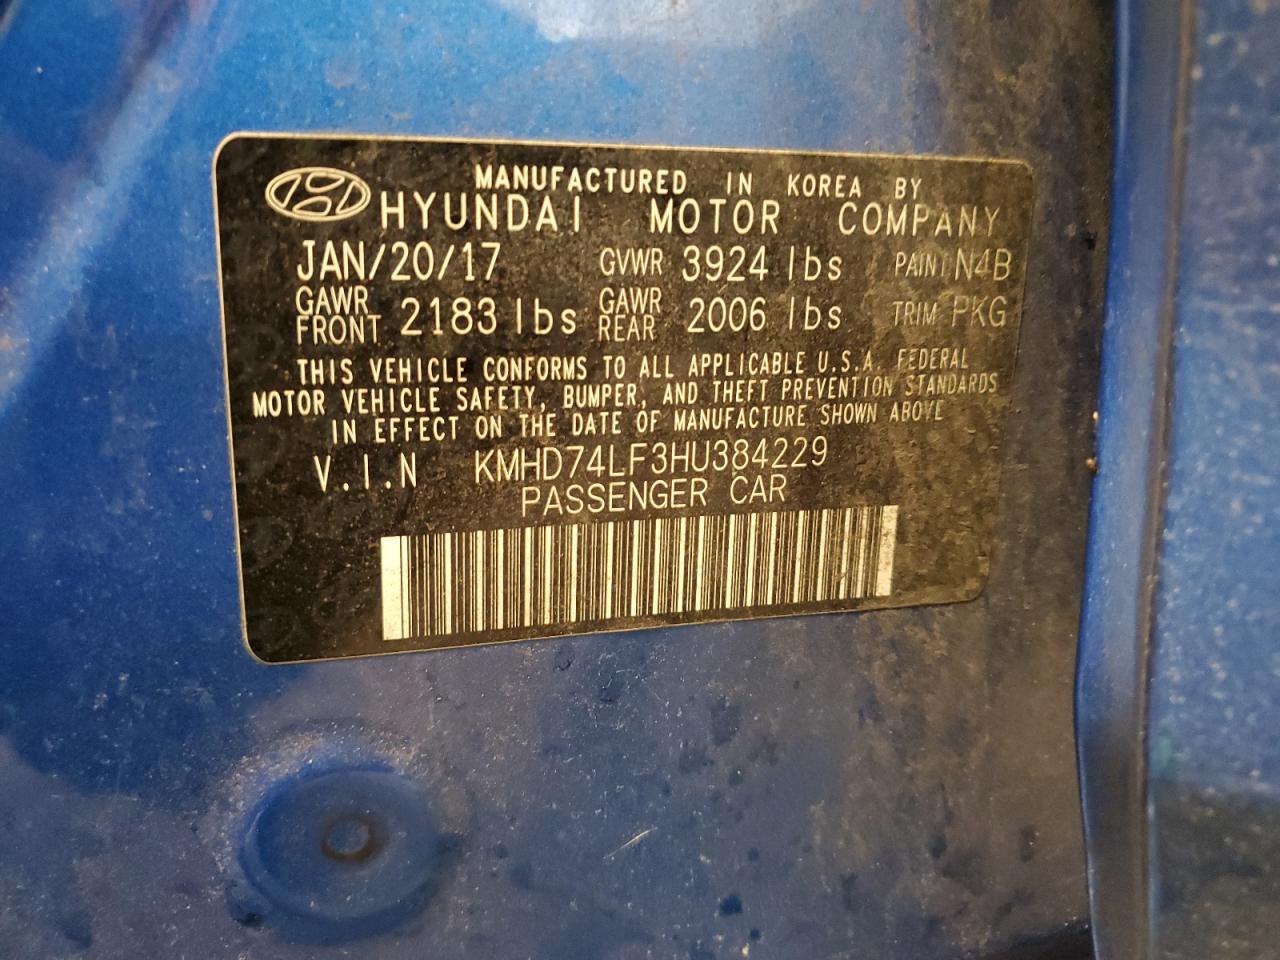 MANUFACTURED IN KOREA BY
HYUNDAI MOTOR COMPANY
JAN/20/17 GVWR 3924 lbs PAINT N4B
GAWR FRONT 2183 lbs GAWR REAR 2006 lbs TRIM PKG
THIS VEHICLE CONFORMS TO ALL APPLICABLE U.S.A. FEDERAL
MOTOR VEHICLE SAFETY, BUMPER, AND THEFT PREVENTION STANDARDS
IN EFFECT ON THE DATE OF MANUFACTURE SHOWN ABOVE
V.I.N KMHD74LF3HU384229
PASSENGER CAR